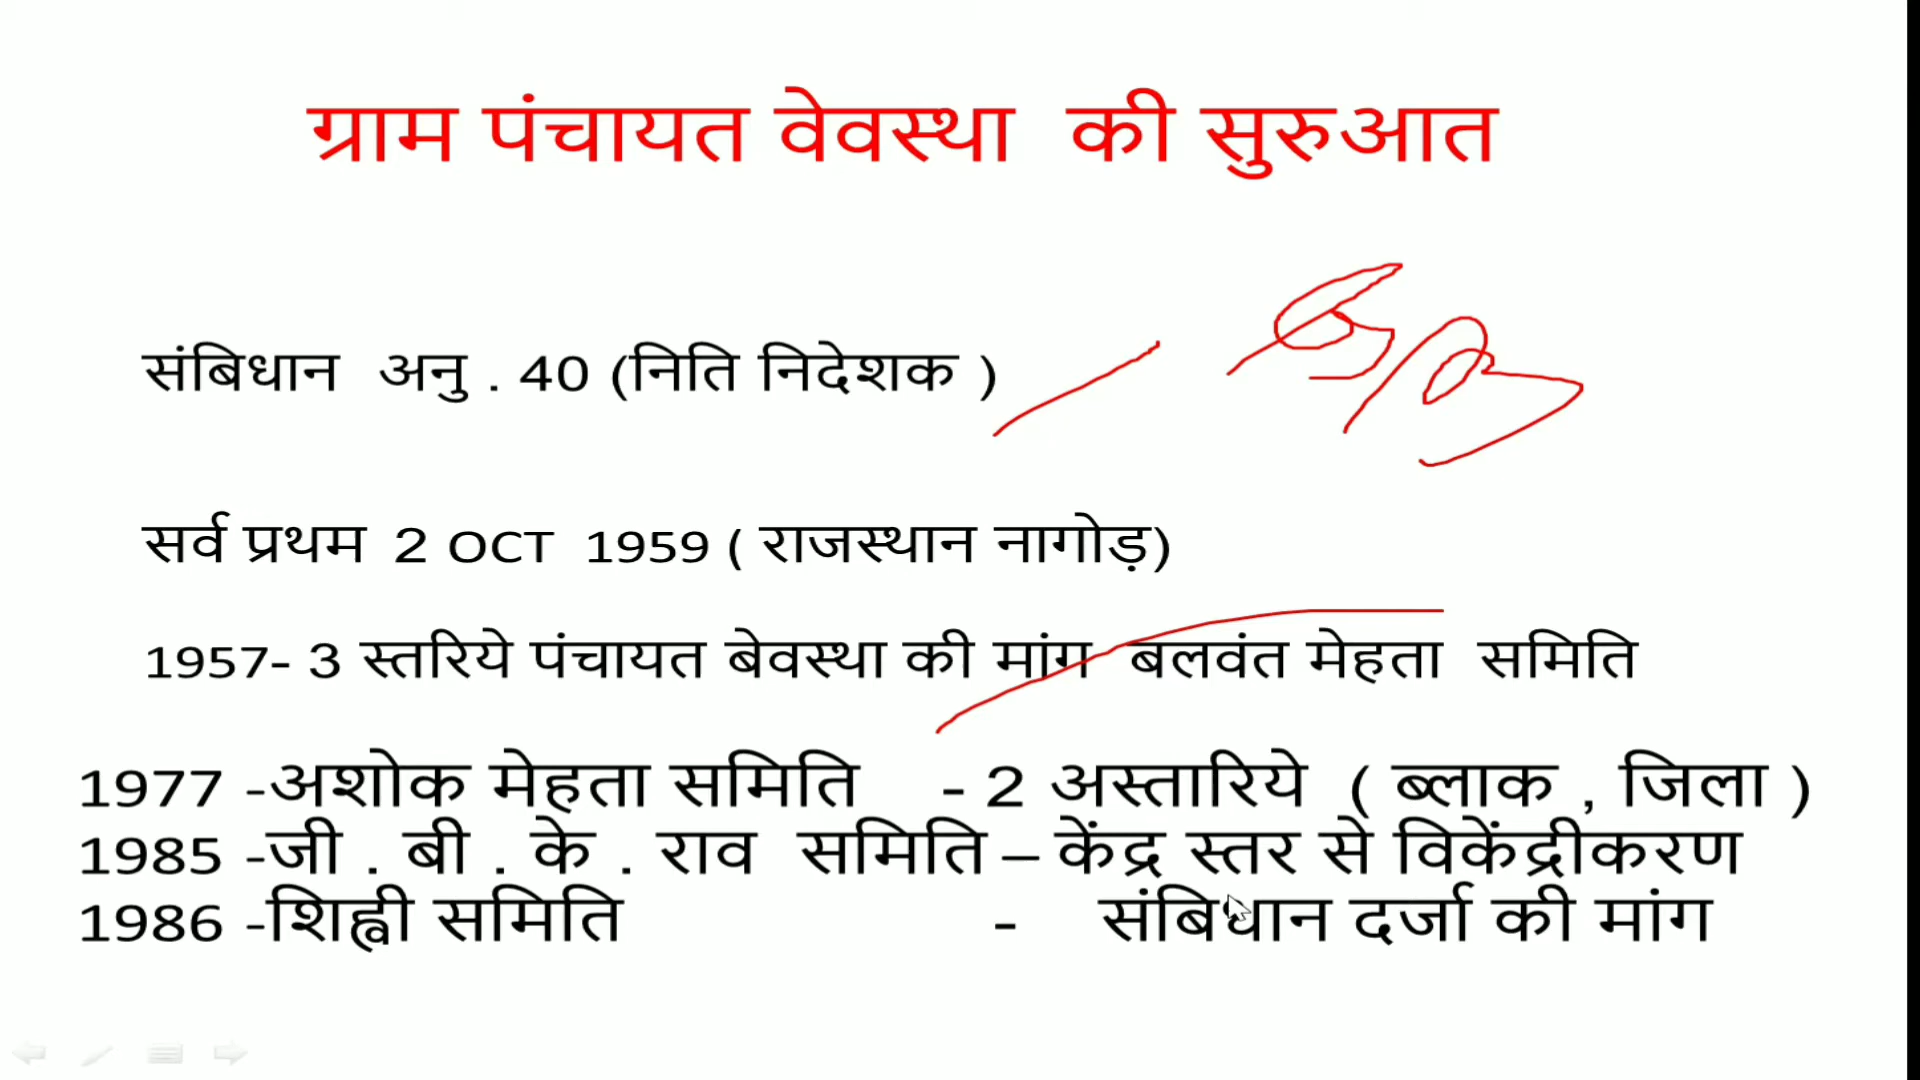 ग्राम पंचायत वेवस्था की सुरुआत
संबिधान अनु . 40 (निति निदेशक )
सर्व प्रथम 2 OCT 1959 ( राजस्थान नागोड़)
1957- 3 स्तरिये पंचायत बेवस्था की मांग बलवंत मेहता समिति
1977 -अशोक मेहता समिति - 2 अस्तारिये ( ब्लाक , जिला )
1985 -जी . बी . के . राव समिति – केंद्र स्तर से विकेंद्रीकरण
1986 -शिह्वी समिति - संबिधान दर्जा की मांग